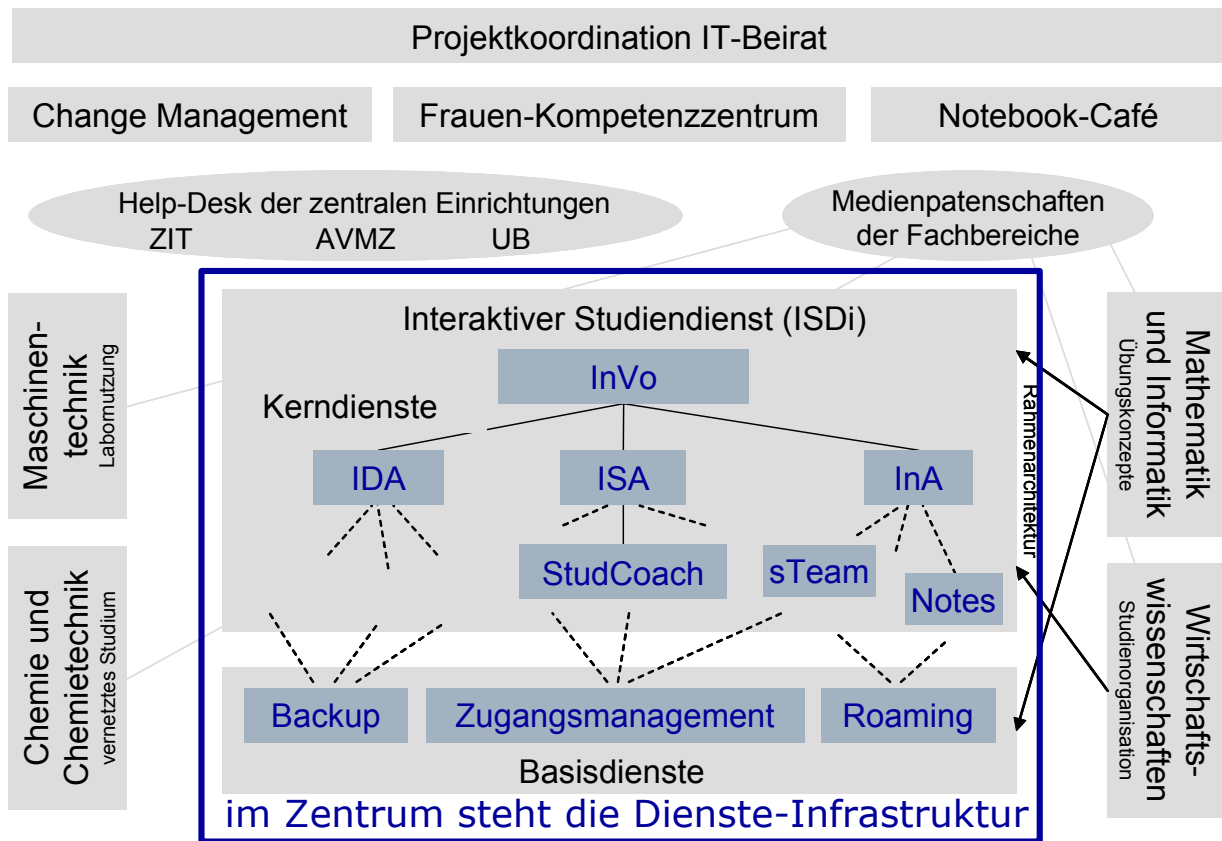 Projektkoordination IT-Beirat
Change Management
Frauen-Kompetenzzentrum
Notebook-Café
Help-Desk der zentralen Einrichtungen
ZIT AVMZ UB
Medienpatenschaften
der Fachbereiche
Maschinen-
technik
Labornutzung
Chemie und
Chemietechnik
vernetztes Studium
Interaktiver Studiendienst (ISDi)
InVo
Kerndienste
IDA
ISA
InA
StudCoach
sTeam
Notes
Backup
Zugangsmanagement
Roaming
Basisdienste
im Zentrum steht die Dienste-Infrastruktur
Rahmenarchitektur
Mathematik
und Informatik
Übungskonzepte
Wirtschafts-
wissenschaften
Studienorganisation